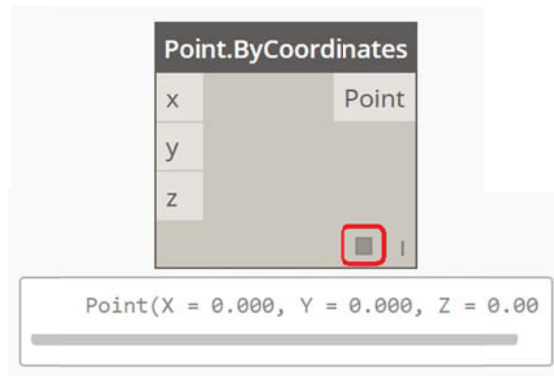 Point.ByCoordinates
x Point
y
z
I
Point(X = 0.000, Y = 0.000, Z = 0.00